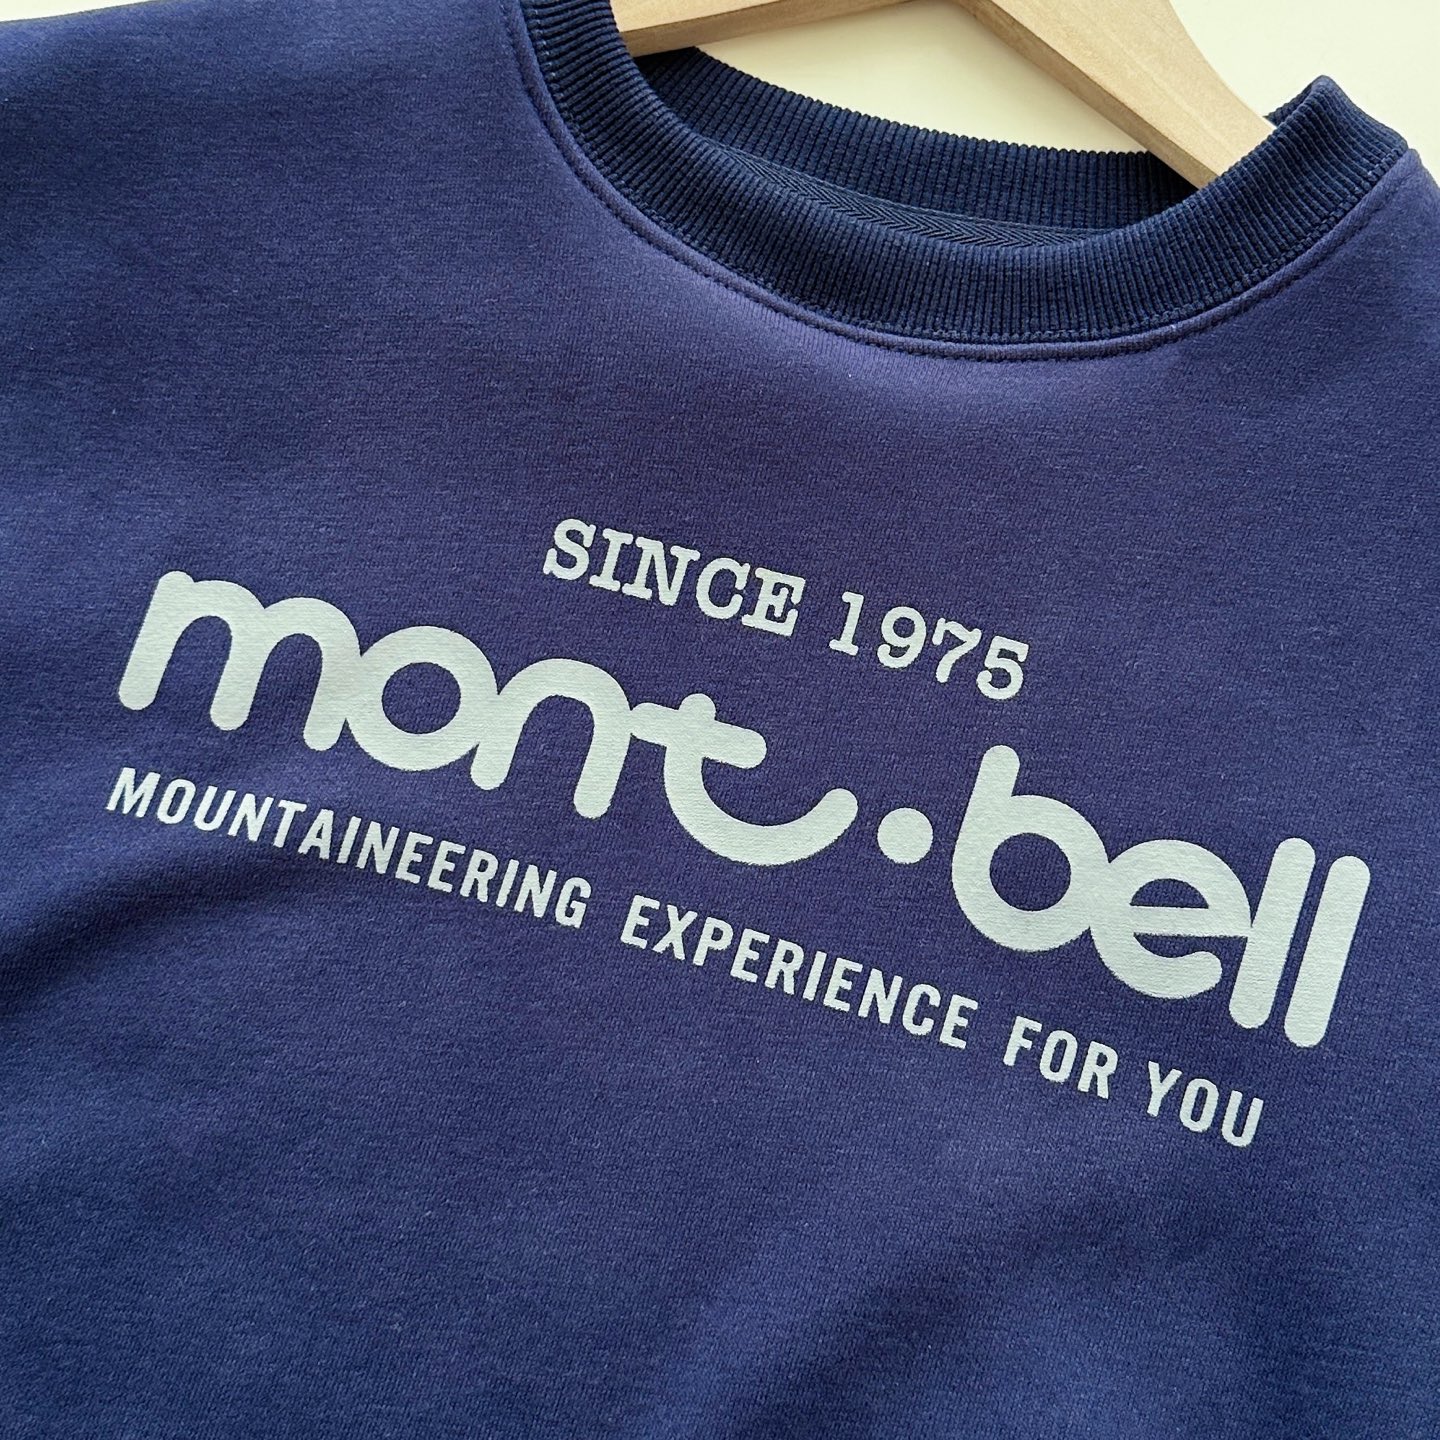 SINCE 1975
mont·bell
MOUNTAINEERING EXPERIENCE FOR YOU